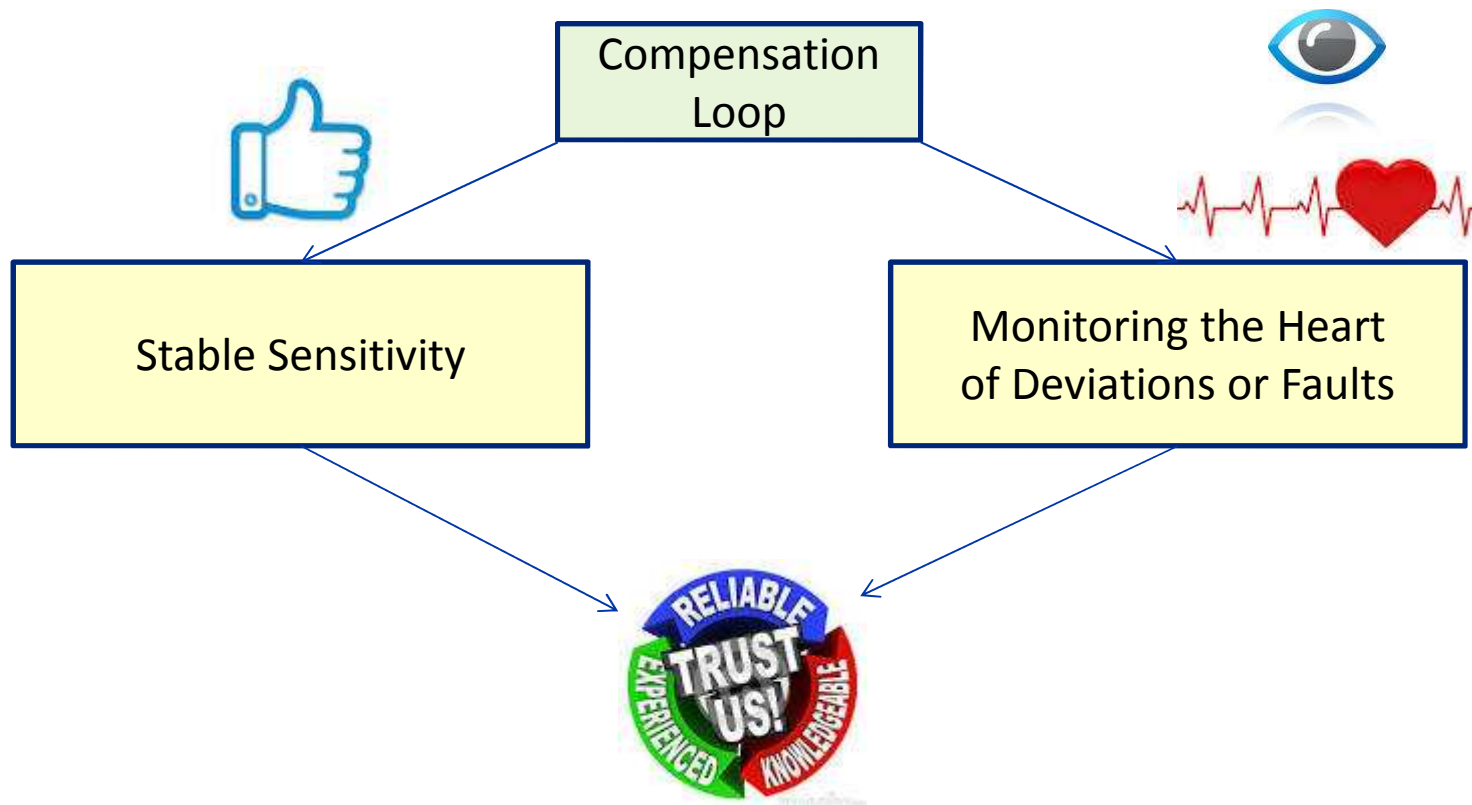 Compensation
Loop
Stable Sensitivity
Monitoring the Heart
of Deviations or Faults
RELIABLE
TRUST
US!
EXPERIENCED
KNOWLEDGEABLE